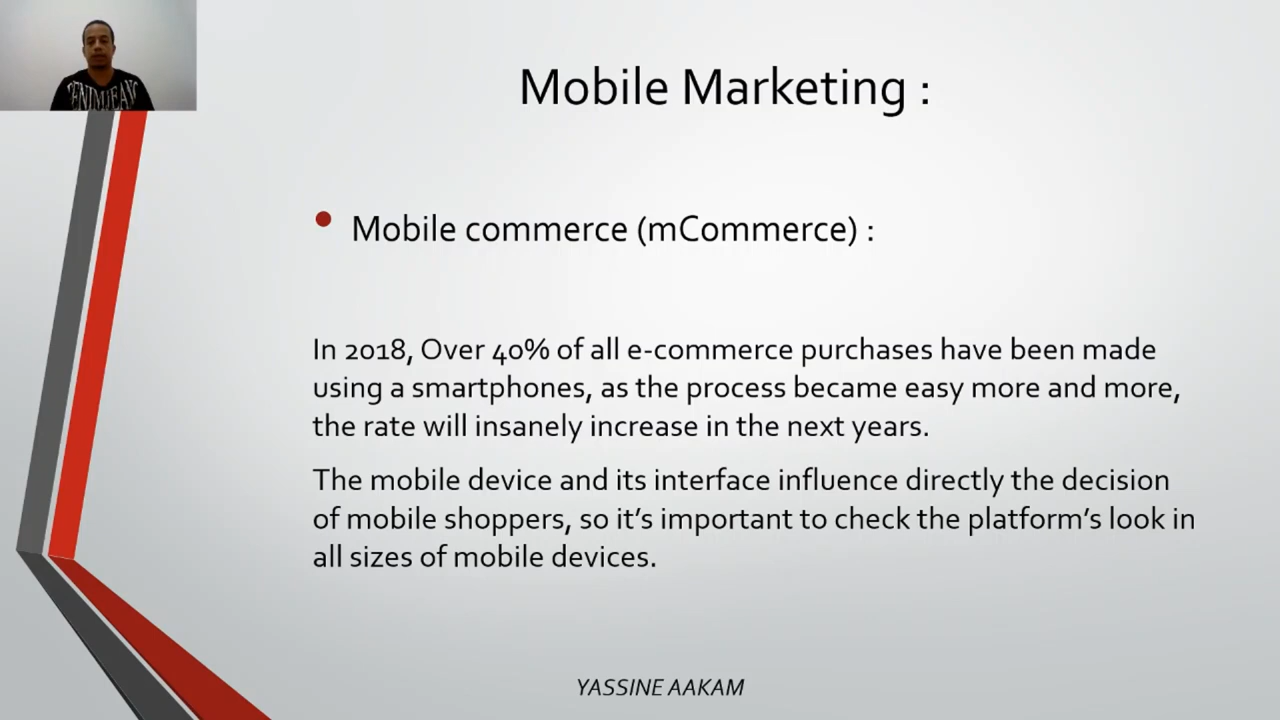 Mobile Marketing :
Mobile commerce (mCommerce) :
In 2018, Over 40% of all e-commerce purchases have been made
using a smartphones, as the process became easy more and more,
the rate will insanely increase in the next years.
The mobile device and its interface influence directly the decision
of mobile shoppers, so it's important to check the platform's look in
all sizes of mobile devices.
YASSINE AAKAM